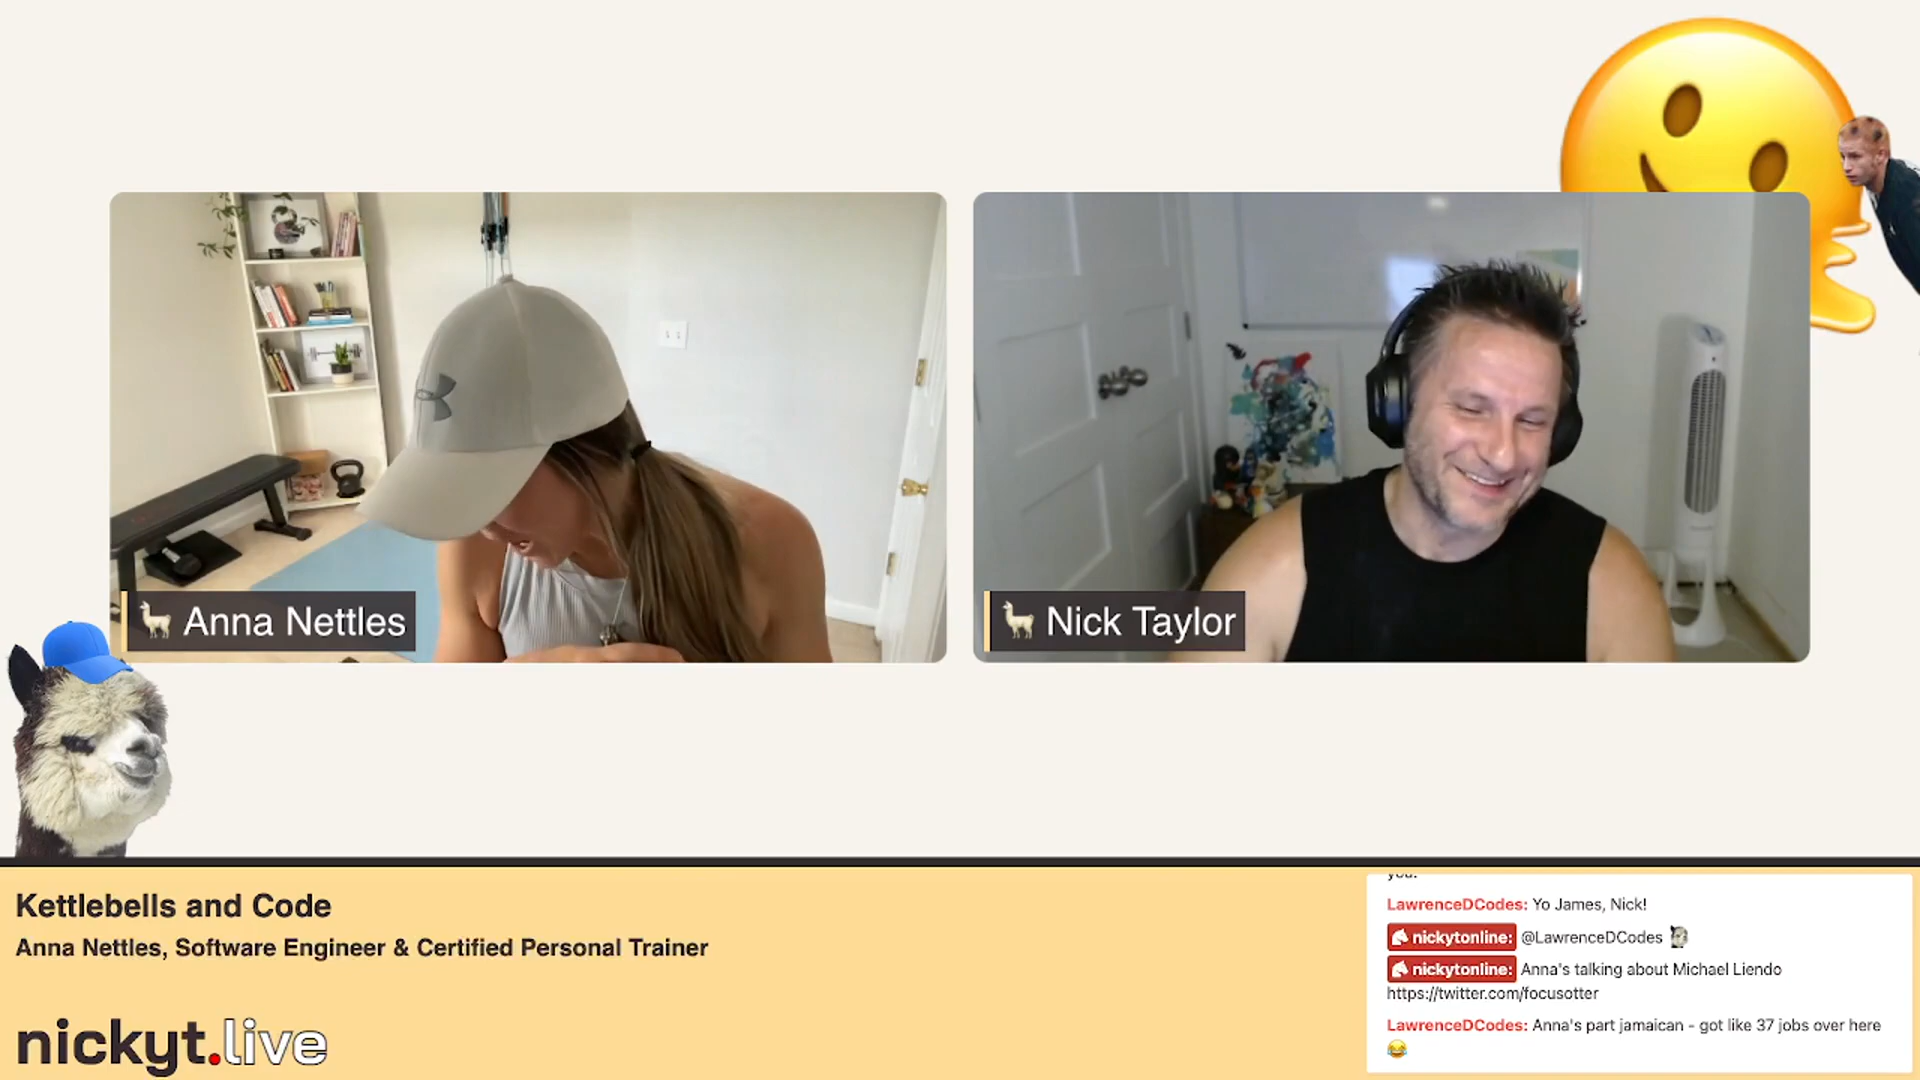 Anna Nettles
Nick Taylor
Kettlebells and Code
Anna Nettles, Software Engineer & Certified Personal Trainer
nickyt.live
LawrenceDCodes: Yo James, Nick!
nickytonline: @LawrenceDCodes
nickytonline: Anna's talking about Michael Liendo
https://twitter.com/focusotter
LawrenceDCodes: Anna's part jamaican - got like 37 jobs over here
😂